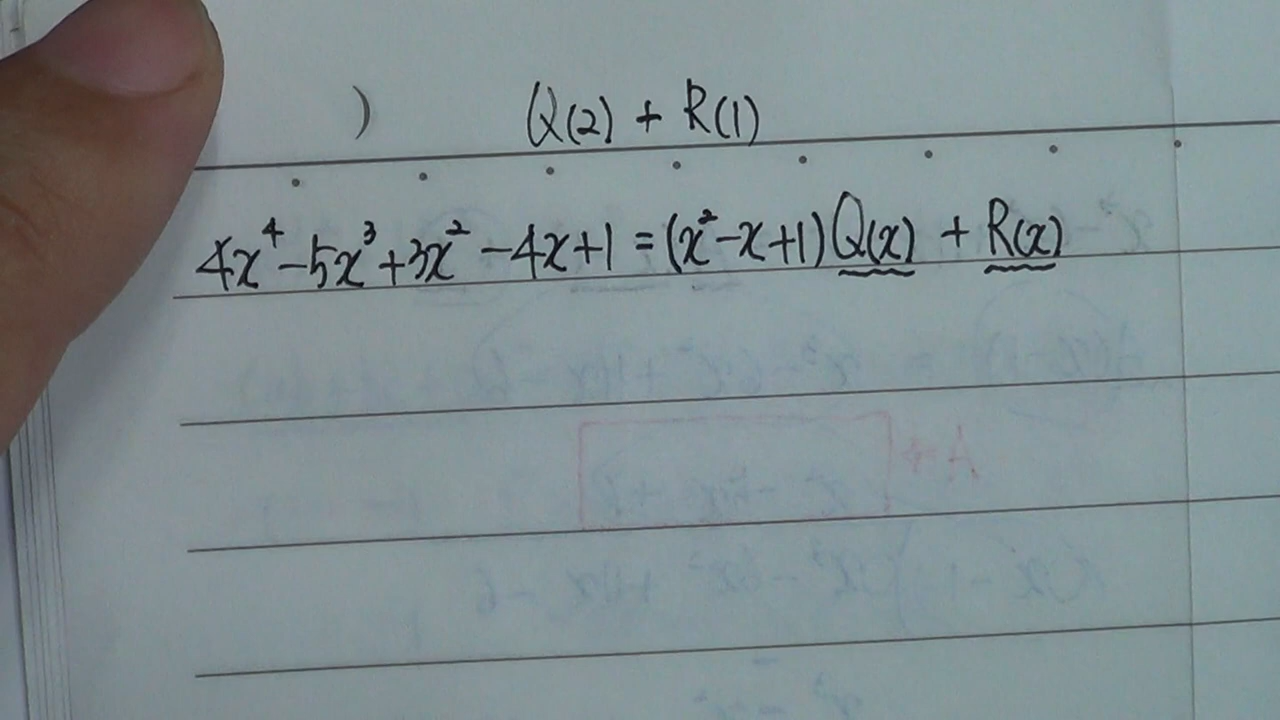 ) Q(2) + R(1)
4x⁴-5x³+3x²-4x+1=(x²-x+1)Q(x) + R(x)